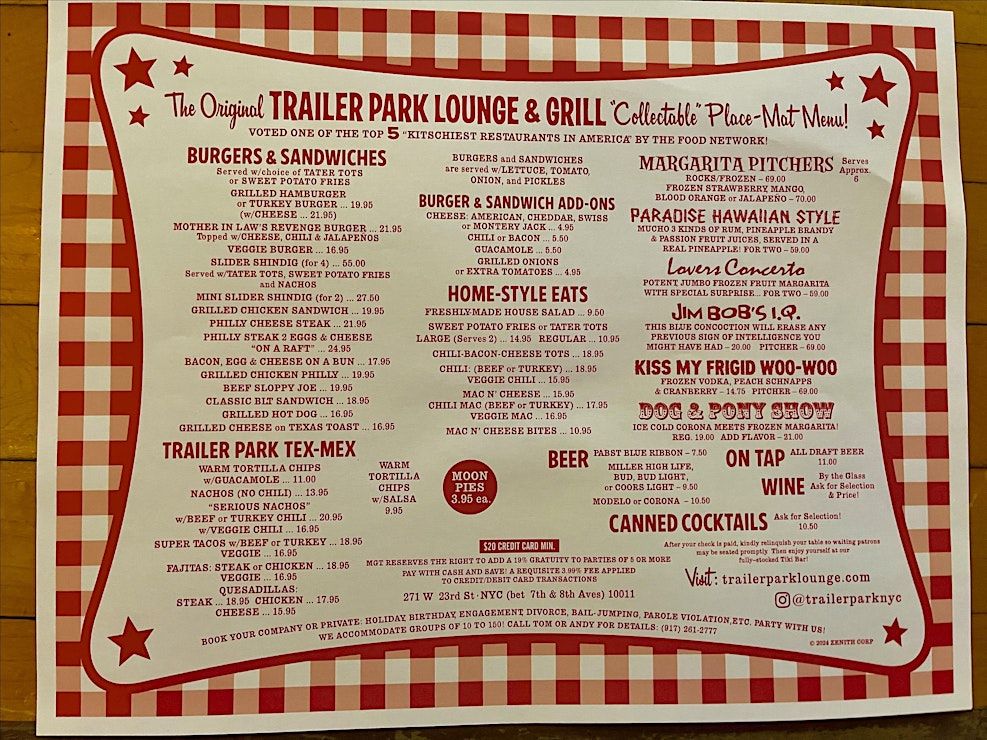 The Original TRAILER PARK LOUNGE & GRILL "Collectable" Place-Mat Menu!
VOTED ONE OF THE TOP 5 "KITSCHIEST RESTAURANTS IN AMERICA" BY THE FOOD NETWORK!
BURGERS & SANDWICHES
Served w/choice of TATER TOTS
or SWEET POTATO FRIES
GRILLED HAMBURGER
or TURKEY BURGER ... 19.95
(w/CHEESE ... 21.95)
MOTHER IN LAW'S REVENGE BURGER ... 21.95
Topped w/CHEESE, CHILI & JALAPEÑOS
VEGGIE BURGER ... 16.95
SLIDER SHINDIG (for 4) ... 55.00
Served w/TATER TOTS, SWEET POTATO FRIES
and NACHOS
MINI SLIDER SHINDIG (for 2) ... 27.50
GRILLED CHICKEN SANDWICH ... 19.95
PHILLY CHEESE STEAK ... 21.95
PHILLY STEAK 2 EGGS & CHEESE
"ON A RAFT" ... 24.95
BACON, EGG & CHEESE ON A BUN ... 17.95
GRILLED CHICKEN PHILLY ... 19.95
BEEF SLOPPY JOE ... 19.95
CLASSIC BLT SANDWICH ... 18.95
GRILLED HOT DOG ... 16.95
GRILLED CHEESE on TEXAS TOAST ... 16.95
TRAILER PARK TEX-MEX
WARM TORTILLA CHIPS
w/GUACAMOLE ... 11.00
NACHOS (NO CHILI) ... 13.95
"SERIOUS NACHOS"
w/BEEF or TURKEY CHILI ... 20.95
w/VEGGIE CHILI ... 16.95
SUPER TACOS w/BEEF or TURKEY ... 18.95
VEGGIE ... 16.95
FAJITAS: STEAK or CHICKEN ... 18.95
VEGGIE ... 16.95
QUESADILLAS:
STEAK ... 18.95 CHICKEN ... 17.95
CHEESE ... 15.95
WARM
TORTILLA
CHIPS
w/SALSA
9.95
BURGERS and SANDWICHES
are served w/LETTUCE, TOMATO,
ONION, and PICKLES
BURGER & SANDWICH ADD-ONS
CHEESE: AMERICAN, CHEDDAR, SWISS
or MONTERY JACK ... 4.95
CHILI or BACON ... 5.50
GUACAMOLE ... 5.50
GRILLED ONIONS
or EXTRA TOMATOES ... 4.95
HOME-STYLE EATS
FRESHLY-MADE HOUSE SALAD ... 9.50
SWEET POTATO FRIES or TATER TOTS
LARGE (Serves 2) ... 14.95 REGULAR ... 10.95
CHILI-BACON-CHEESE TOTS ... 18.95
CHILI: (BEEF or TURKEY) ... 18.95
VEGGIE CHILI ... 15.95
MAC N' CHEESE ... 15.95
CHILI MAC (BEEF or TURKEY) ... 17.95
VEGGIE MAC ... 16.95
MAC N' CHEESE BITES ... 10.95
MOON
PIES
3.95 ea.
MARGARITA PITCHERS Serves
Approx.
6
ROCKS/FROZEN – 69.00
FROZEN STRAWBERRY, MANGO,
BLOOD ORANGE or JALAPEÑO – 70.00
PARADISE HAWAIIAN STYLE
MUCHO 3 KINDS OF RUM, PINEAPPLE BRANDY
& PASSION FRUIT JUICES, SERVED IN A
REAL PINEAPPLE! FOR TWO – 59.00
Lovers Concerto
POTENT JUMBO FROZEN FRUIT MARGARITA
WITH SPECIAL SURPRISE... FOR TWO – 59.00
JIM BOB'S I.Q.
THIS BLUE CONCOCTION WILL ERASE ANY
PREVIOUS SIGN OF INTELLIGENCE YOU
MIGHT HAVE HAD – 20.00 PITCHER – 69.00
KISS MY FRIGID WOO-WOO
FROZEN VODKA, PEACH SCHNAPPS
& CRANBERRY – 14.75 PITCHER – 69.00
DOG & PONY SHOW
ICE COLD CORONA MEETS FROZEN MARGARITA!
REG. 19.00 ADD FLAVOR – 21.00
BEER PABST BLUE RIBBON – 7.50
MILLER HIGH LIFE,
BUD, BUD LIGHT,
or COORS LIGHT – 9.50
MODELO or CORONA – 10.50
ON TAP ALL DRAFT BEER
11.00
WINE By the Glass
Ask for Selection
& Price!
CANNED COCKTAILS Ask for Selection!
10.50
After your check is paid, kindly relinquish your table so waiting patrons
may be seated promptly. Then enjoy yourself at our
fully-stocked Tiki Bar!
Visit: trailerparklounge.com
@trailerparknyc
$20 CREDIT CARD MIN.
MGT RESERVES THE RIGHT TO ADD A 19% GRATUITY TO PARTIES OF 5 OR MORE
PAY WITH CASH AND SAVE! A REQUISITE 3.99% FEE APPLIED
TO CREDIT/DEBIT CARD TRANSACTIONS
271 W 23rd St·NYC (bet 7th & 8th Aves) 10011
BOOK YOUR COMPANY OR PRIVATE: HOLIDAY, BIRTHDAY, ENGAGEMENT DIVORCE, BAIL-JUMPING, PAROLE VIOLATION, ETC. PARTY WITH US!
WE ACCOMMODATE GROUPS OF 10 TO 150! CALL TOM OR ANDY FOR DETAILS: (917) 261-2777
© 2024 ZENITH CORP